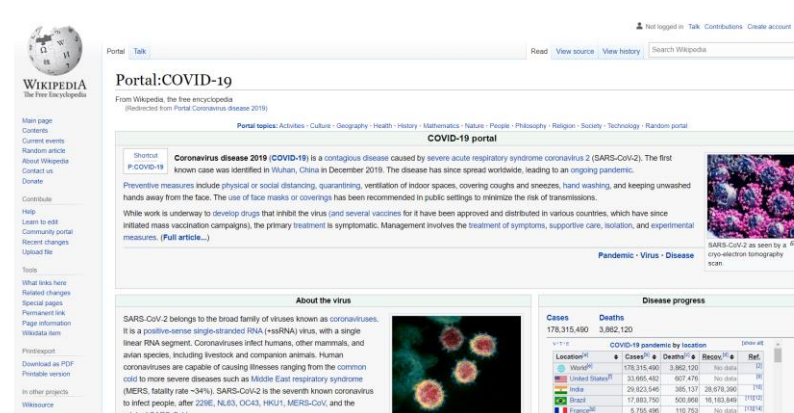 Not logged in Talk Contributions Create account
Portal Talk
Read View source View history Search Wikipedia
WIKIPEDIA
The Free Encyclopedia
Portal:COVID-19
From Wikipedia, the free encyclopedia
(Redirected from Portal:Coronavirus disease 2019)
Main page
Contents
Current events
Random article
About Wikipedia
Contact us
Donate
Contribute
Help
Learn to edit
Community portal
Recent changes
Upload file
Tools
What links here
Related changes
Special pages
Permanent link
Page information
Wikidata item
Print/export
Download as PDF
Printable version
In other projects
Wikisource
Portal topics: Activities · Culture · Geography · Health · History · Mathematics · Nature · People · Philosophy · Religion · Society · Technology · Random portal
COVID-19 portal
Shortcut
P:COVID-19
Coronavirus disease 2019 (COVID-19) is a contagious disease caused by severe acute respiratory syndrome coronavirus 2 (SARS-CoV-2). The first
known case was identified in Wuhan, China in December 2019. The disease has since spread worldwide, leading to an ongoing pandemic.
Preventive measures include physical or social distancing, quarantining, ventilation of indoor spaces, covering coughs and sneezes, hand washing, and keeping unwashed
hands away from the face. The use of face masks or coverings has been recommended in public settings to minimize the risk of transmissions.
While work is underway to develop drugs that inhibit the virus (and several vaccines for it have been approved and distributed in various countries, which have since
initiated mass vaccination campaigns), the primary treatment is symptomatic. Management involves the treatment of symptoms, supportive care, isolation, and experimental
measures. (Full article...)
SARS-CoV-2 as seen by a
cryo-electron tomography
scan.
Pandemic · Virus · Disease
About the virus
SARS-CoV-2 belongs to the broad family of viruses known as coronaviruses.
It is a positive-sense single-stranded RNA (+ssRNA) virus, with a single
linear RNA segment. Coronaviruses infect humans, other mammals, and
avian species, including livestock and companion animals. Human
coronaviruses are capable of causing illnesses ranging from the common
cold to more severe diseases such as Middle East respiratory syndrome
(MERS, fatality rate ~34%). SARS-CoV-2 is the seventh known coronavirus
to infect people, after 229E, NL63, OC43, HKU1, MERS-CoV, and the
Disease progress
Cases Deaths
178,315,490 3,862,120
V·T·E COVID-19 pandemic by location [show all]
Location[a] Cases[b] Deaths[c] Recov.[d] Ref.
World[e] 178,315,490 3,862,120 No data [2]
United States[f] 33,665,482 607,476 No data [9]
India 29,823,546 385,137 28,678,390 [10]
Brazil 17,883,750 500,868 16,163,849 [11][12]
France[g] 5,755,496 110,753 No data [13][14]